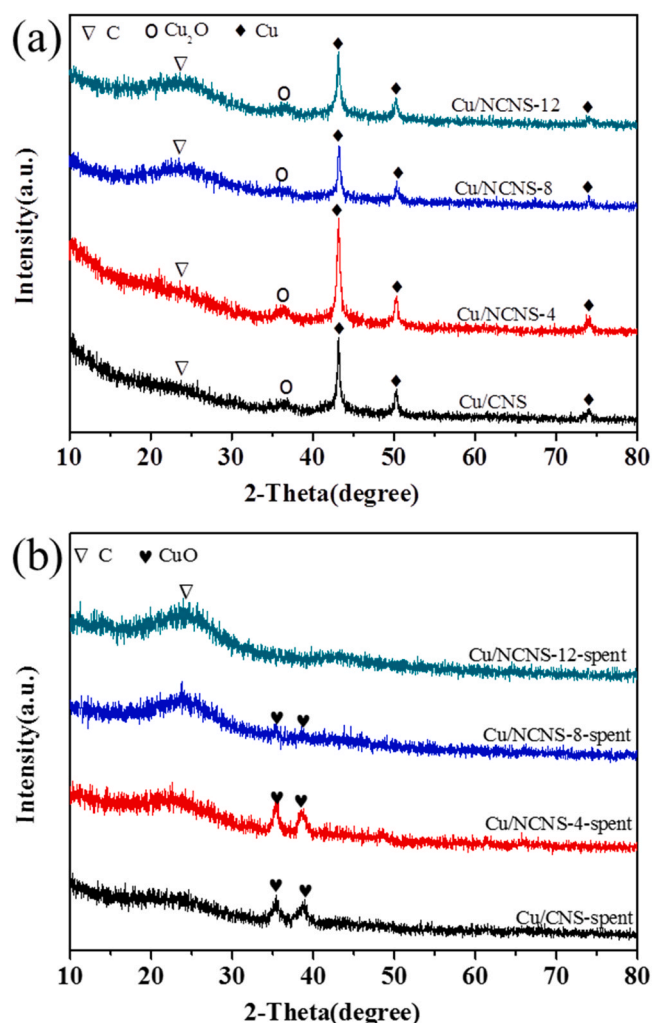 (a)
▽ C O Cu₂O ◆ Cu
Cu/NCNS-12
Cu/NCNS-8
Cu/NCNS-4
Cu/CNS
Intensity(a.u.)
10 20 30 40 50 60 70 80
2-Theta(degree)
(b)
▽ C ♥ CuO
Cu/NCNS-12-spent
Cu/NCNS-8-spent
Cu/NCNS-4-spent
Cu/CNS-spent
Intensity(a.u.)
10 20 30 40 50 60 70 80
2-Theta(degree)